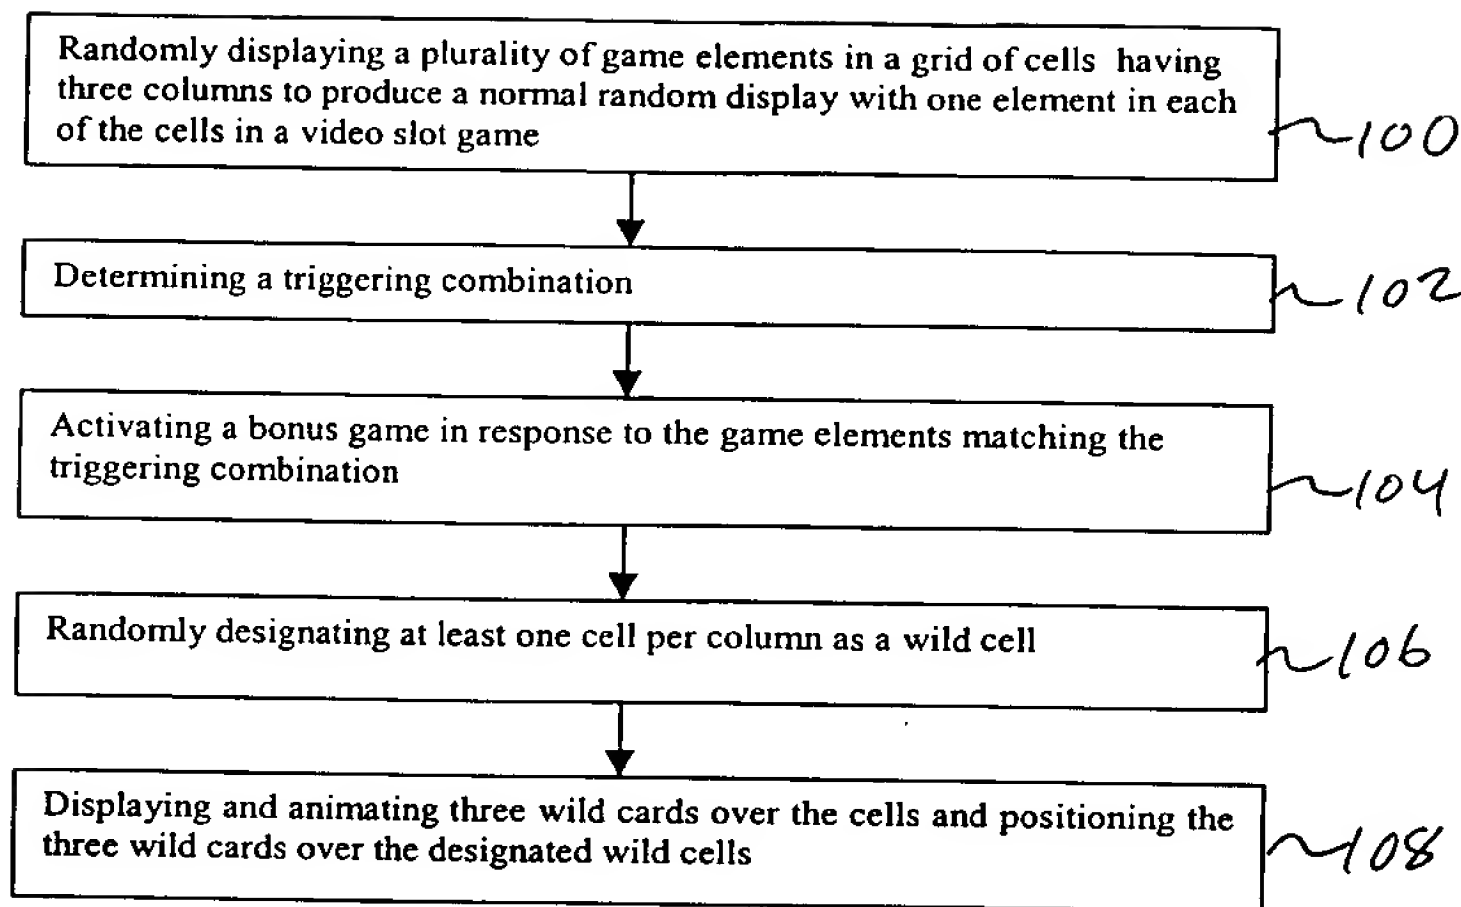 Randomly displaying a plurality of game elements in a grid of cells having
three columns to produce a normal random display with one element in each
of the cells in a video slot game
100
Determining a triggering combination
102
Activating a bonus game in response to the game elements matching the
triggering combination
104
Randomly designating at least one cell per column as a wild cell
106
Displaying and animating three wild cards over the cells and positioning the
three wild cards over the designated wild cells
108